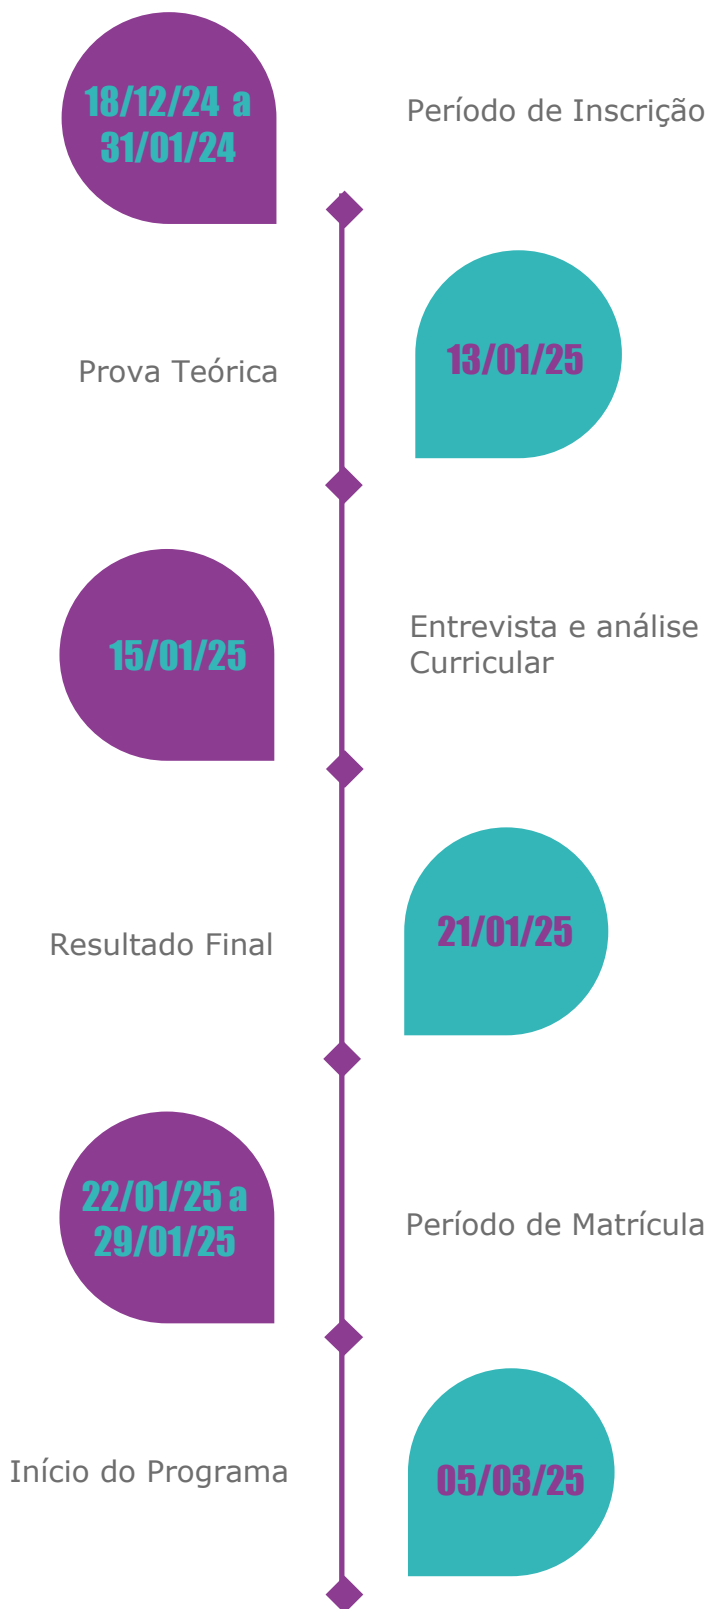 18/12/24 a
31/01/24
Período de Inscrição
Prova Teórica
13/01/25
15/01/25
Entrevista e análise
Curricular
Resultado Final
21/01/25
22/01/25 a
29/01/25
Período de Matrícula
Início do Programa
05/03/25